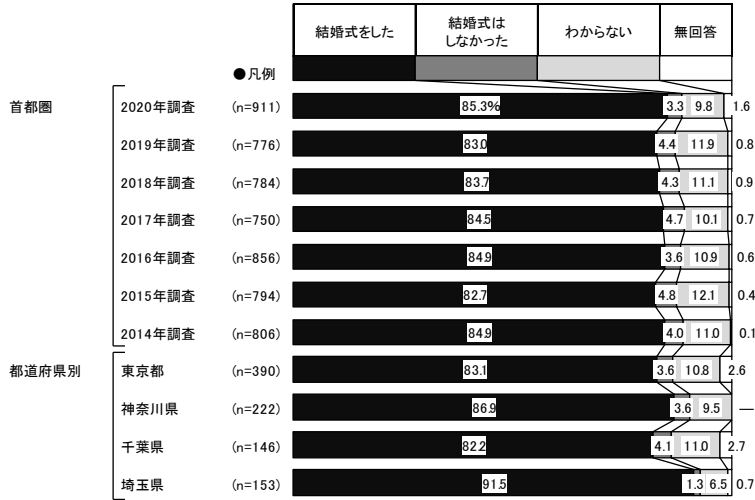 結婚式をした 結婚式は しなかった わからない 無回答
●凡例
首都圏 2020年調査 (n=911) 85.3% 3.3 9.8 1.6
2019年調査 (n=776) 83.0 4.4 11.9 0.8
2018年調査 (n=784) 83.7 4.3 11.1 0.9
2017年調査 (n=750) 84.5 4.7 10.1 0.7
2016年調査 (n=856) 84.9 3.6 10.9 0.6
2015年調査 (n=794) 82.7 4.8 12.1 0.4
2014年調査 (n=806) 84.9 4.0 11.0 0.1
都道府県別 東京都 (n=390) 83.1 3.6 10.8 2.6
神奈川県 (n=222) 86.9 3.6 9.5 ―
千葉県 (n=146) 82.2 4.1 11.0 2.7
埼玉県 (n=153) 91.5 1.3 6.5 0.7